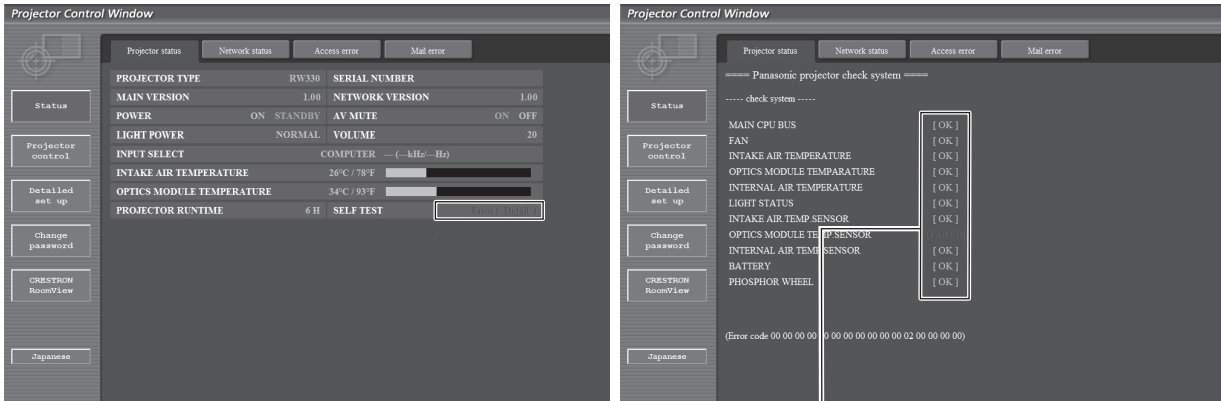 Projector Control Window
Projector status Network status Access error Mail error
Status
Projector control
Detailed set up
Change password
CRESTRON RoomView
Japanese
PROJECTOR TYPE RW330 SERIAL NUMBER
MAIN VERSION 1.00 NETWORK VERSION 1.00
POWER ON STANDBY AV MUTE ON OFF
LIGHT POWER NORMAL VOLUME 20
INPUT SELECT COMPUTER — (—kHz/—Hz)
INTAKE AIR TEMPERATURE 26°C / 78°F
OPTICS MODULE TEMPERATURE 34°C / 93°F
PROJECTOR RUNTIME 6 H SELF TEST Error ( Detail )
Projector Control Window
Projector status Network status Access error Mail error
Status
Projector control
Detailed set up
Change password
CRESTRON RoomView
Japanese
==== Panasonic projector check system ====
----- check system -----
MAIN CPU BUS [ OK ]
FAN [ OK ]
INTAKE AIR TEMPERATURE [ OK ]
OPTICS MODULE TEMPARATURE [ OK ]
INTERNAL AIR TEMPERATURE [ OK ]
LIGHT STATUS [ OK ]
INTAKE AIR TEMP.SENSOR [ OK ]
OPTICS MODULE TEMP.SENSOR
INTERNAL AIR TEMP.SENSOR [ OK ]
BATTERY [ OK ]
PHOSPHOR WHEEL [ OK ]
(Error code 00 00 00 00 00 00 00 00 00 00 00 02 00 00 00 00)